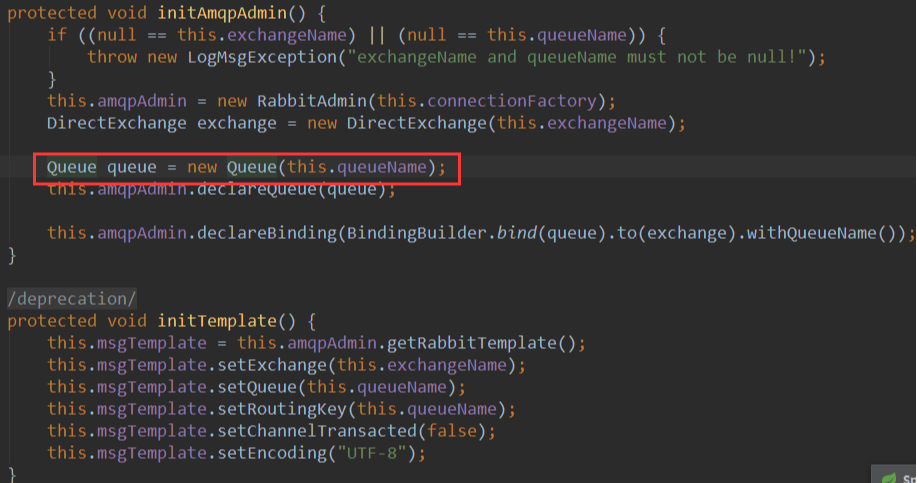 protected void initAmqpAdmin() {
    if ((null == this.exchangeName) || (null == this.queueName)) {
        throw new LogMsgException("exchangeName and queueName must not be null!");
    }
    this.amqpAdmin = new RabbitAdmin(this.connectionFactory);
    DirectExchange exchange = new DirectExchange(this.exchangeName);

    Queue queue = new Queue(this.queueName);
    this.amqpAdmin.declareQueue(queue);

    this.amqpAdmin.declareBinding(BindingBuilder.bind(queue).to(exchange).withQueueName());
}

/deprecation/
protected void initTemplate() {
    this.msgTemplate = this.amqpAdmin.getRabbitTemplate();
    this.msgTemplate.setExchange(this.exchangeName);
    this.msgTemplate.setQueue(this.queueName);
    this.msgTemplate.setRoutingKey(this.queueName);
    this.msgTemplate.setChannelTransacted(false);
    this.msgTemplate.setEncoding("UTF-8");
}